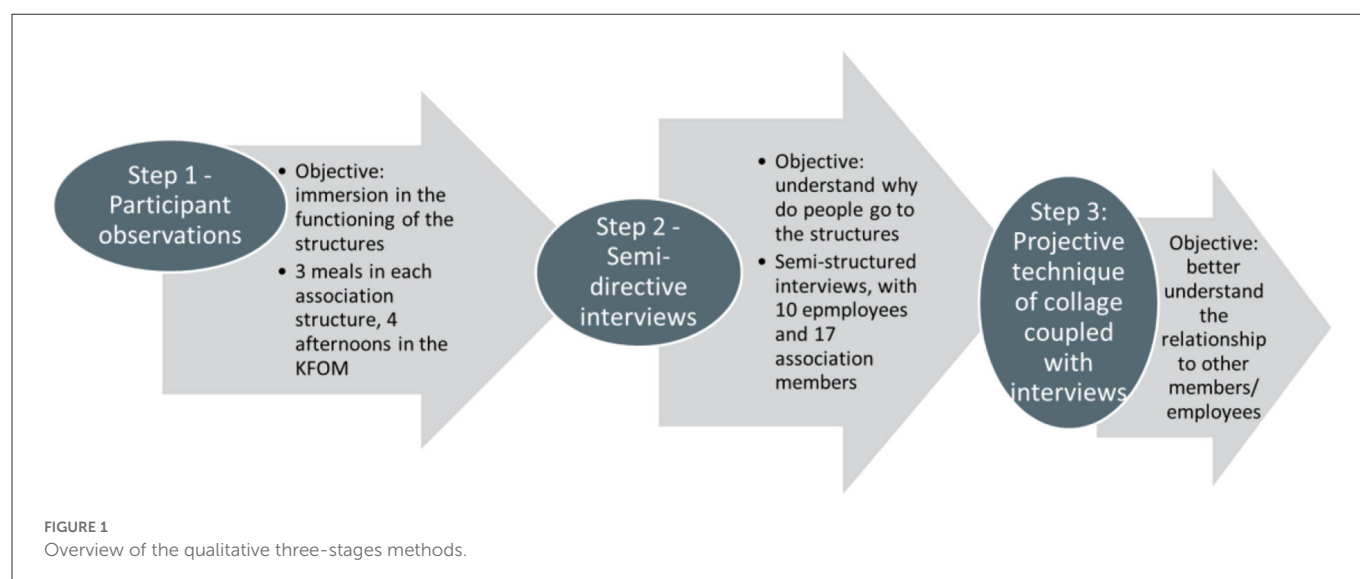 Step 1 -
Participant
observations
• Objective:
immersion in the
functioning of the
structures
• 3 meals in each
association
structure, 4
afternoons in the
KFOM
Step 2 -
Semi-
directive
interviews
• Objective:
understand why
do people go to
the structures
• Semi-structured
interviews, with
10 epmployees
and 17
association
members
Step 3:
Projective
technique
of collage
coupled
with
interviews
Objective:
better
understand
the
relationship
to other
members/
employees
FIGURE 1
Overview of the qualitative three-stages methods.